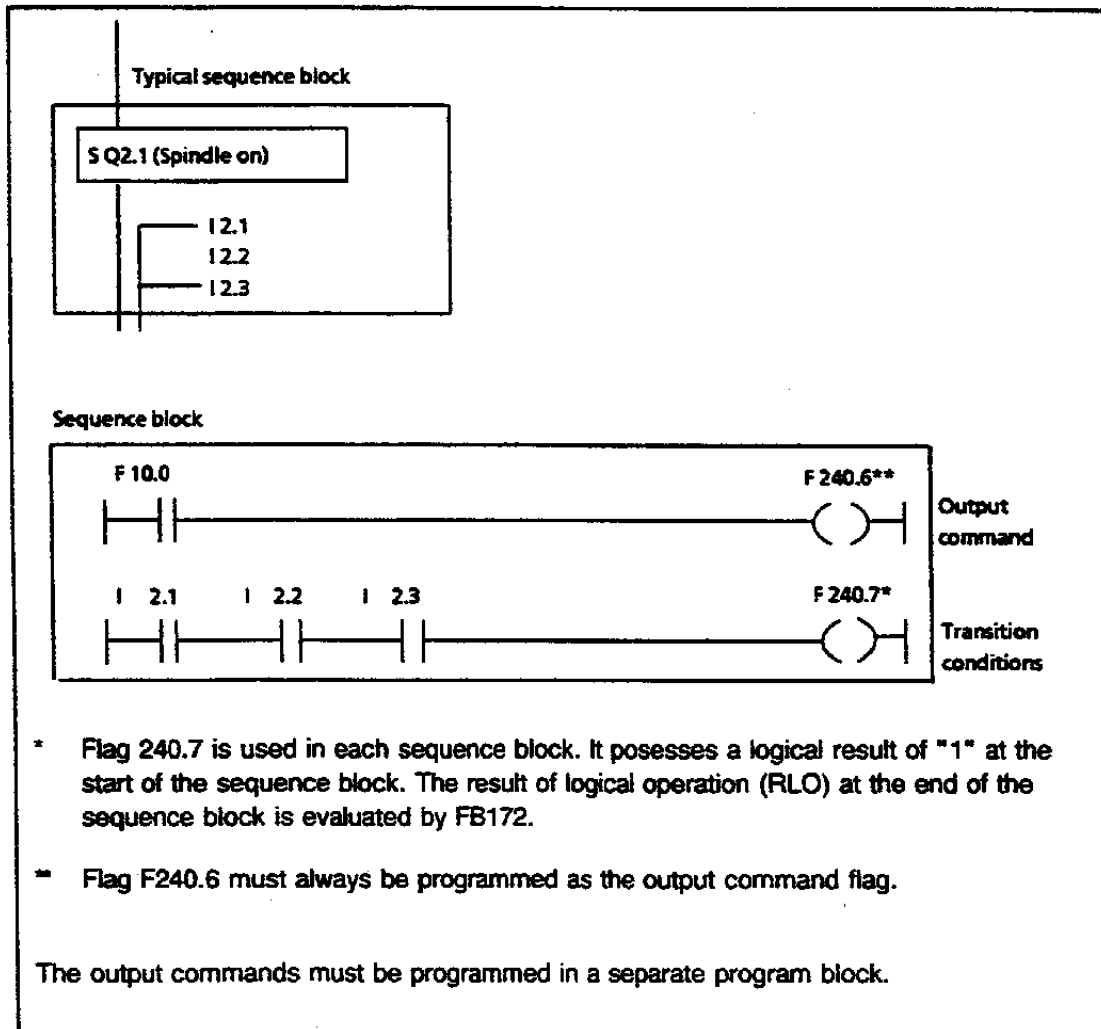 Typical sequence block
S Q2.1 (Spindle on)
I 2.1
I 2.2
I 2.3
Sequence block
F 10.0
F 240.6**
Output
command
I 2.1 I 2.2 I 2.3
F 240.7*
Transition
conditions
* Flag 240.7 is used in each sequence block. It posesses a logical result of "1" at the
start of the sequence block. The result of logical operation (RLO) at the end of the
sequence block is evaluated by FB172.
** Flag F240.6 must always be programmed as the output command flag.
The output commands must be programmed in a separate program block.